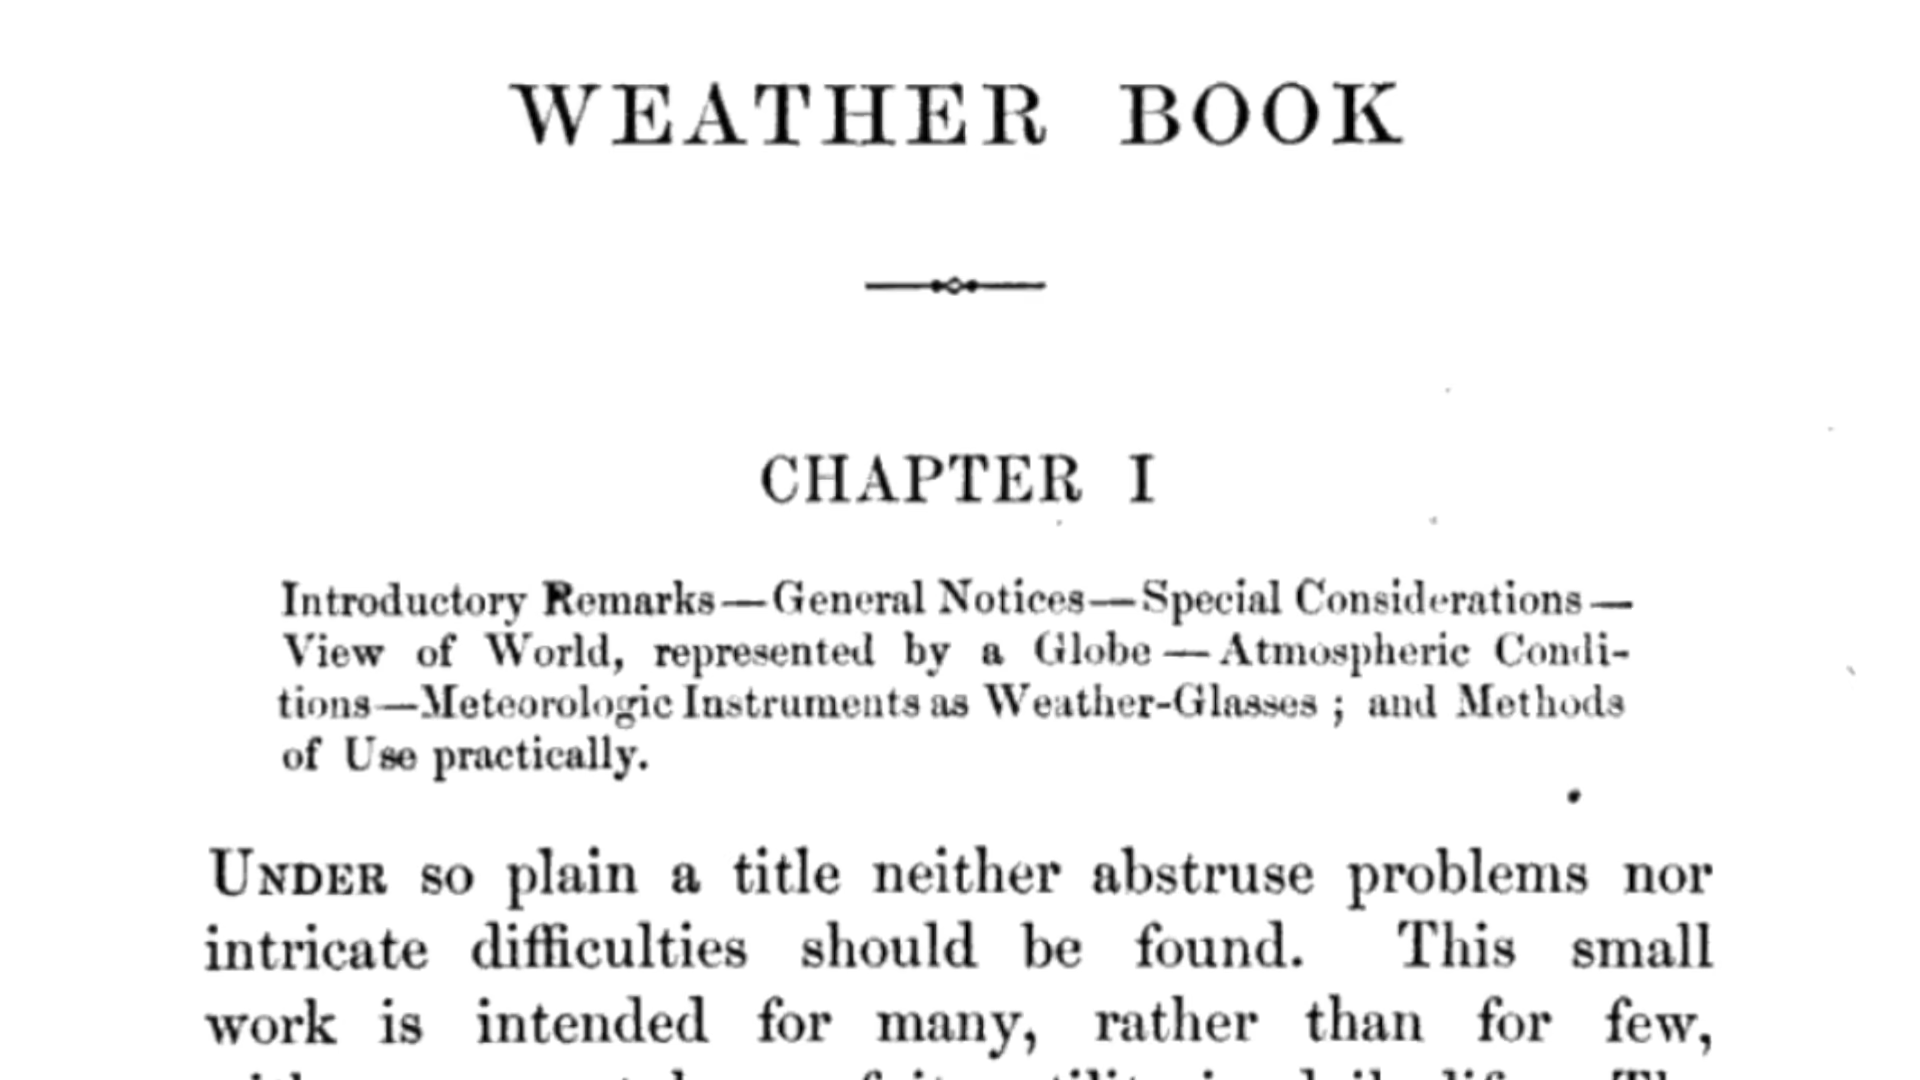 WEATHER BOOK
CHAPTER I
Introductory Remarks—General Notices—Special Considerations—
View of World, represented by a Globe—Atmospheric Condi-
tions—Meteorologic Instruments as Weather-Glasses ; and Methods
of Use practically.
UNDER so plain a title neither abstruse problems nor
intricate difficulties should be found. This small
work is intended for many, rather than for few,